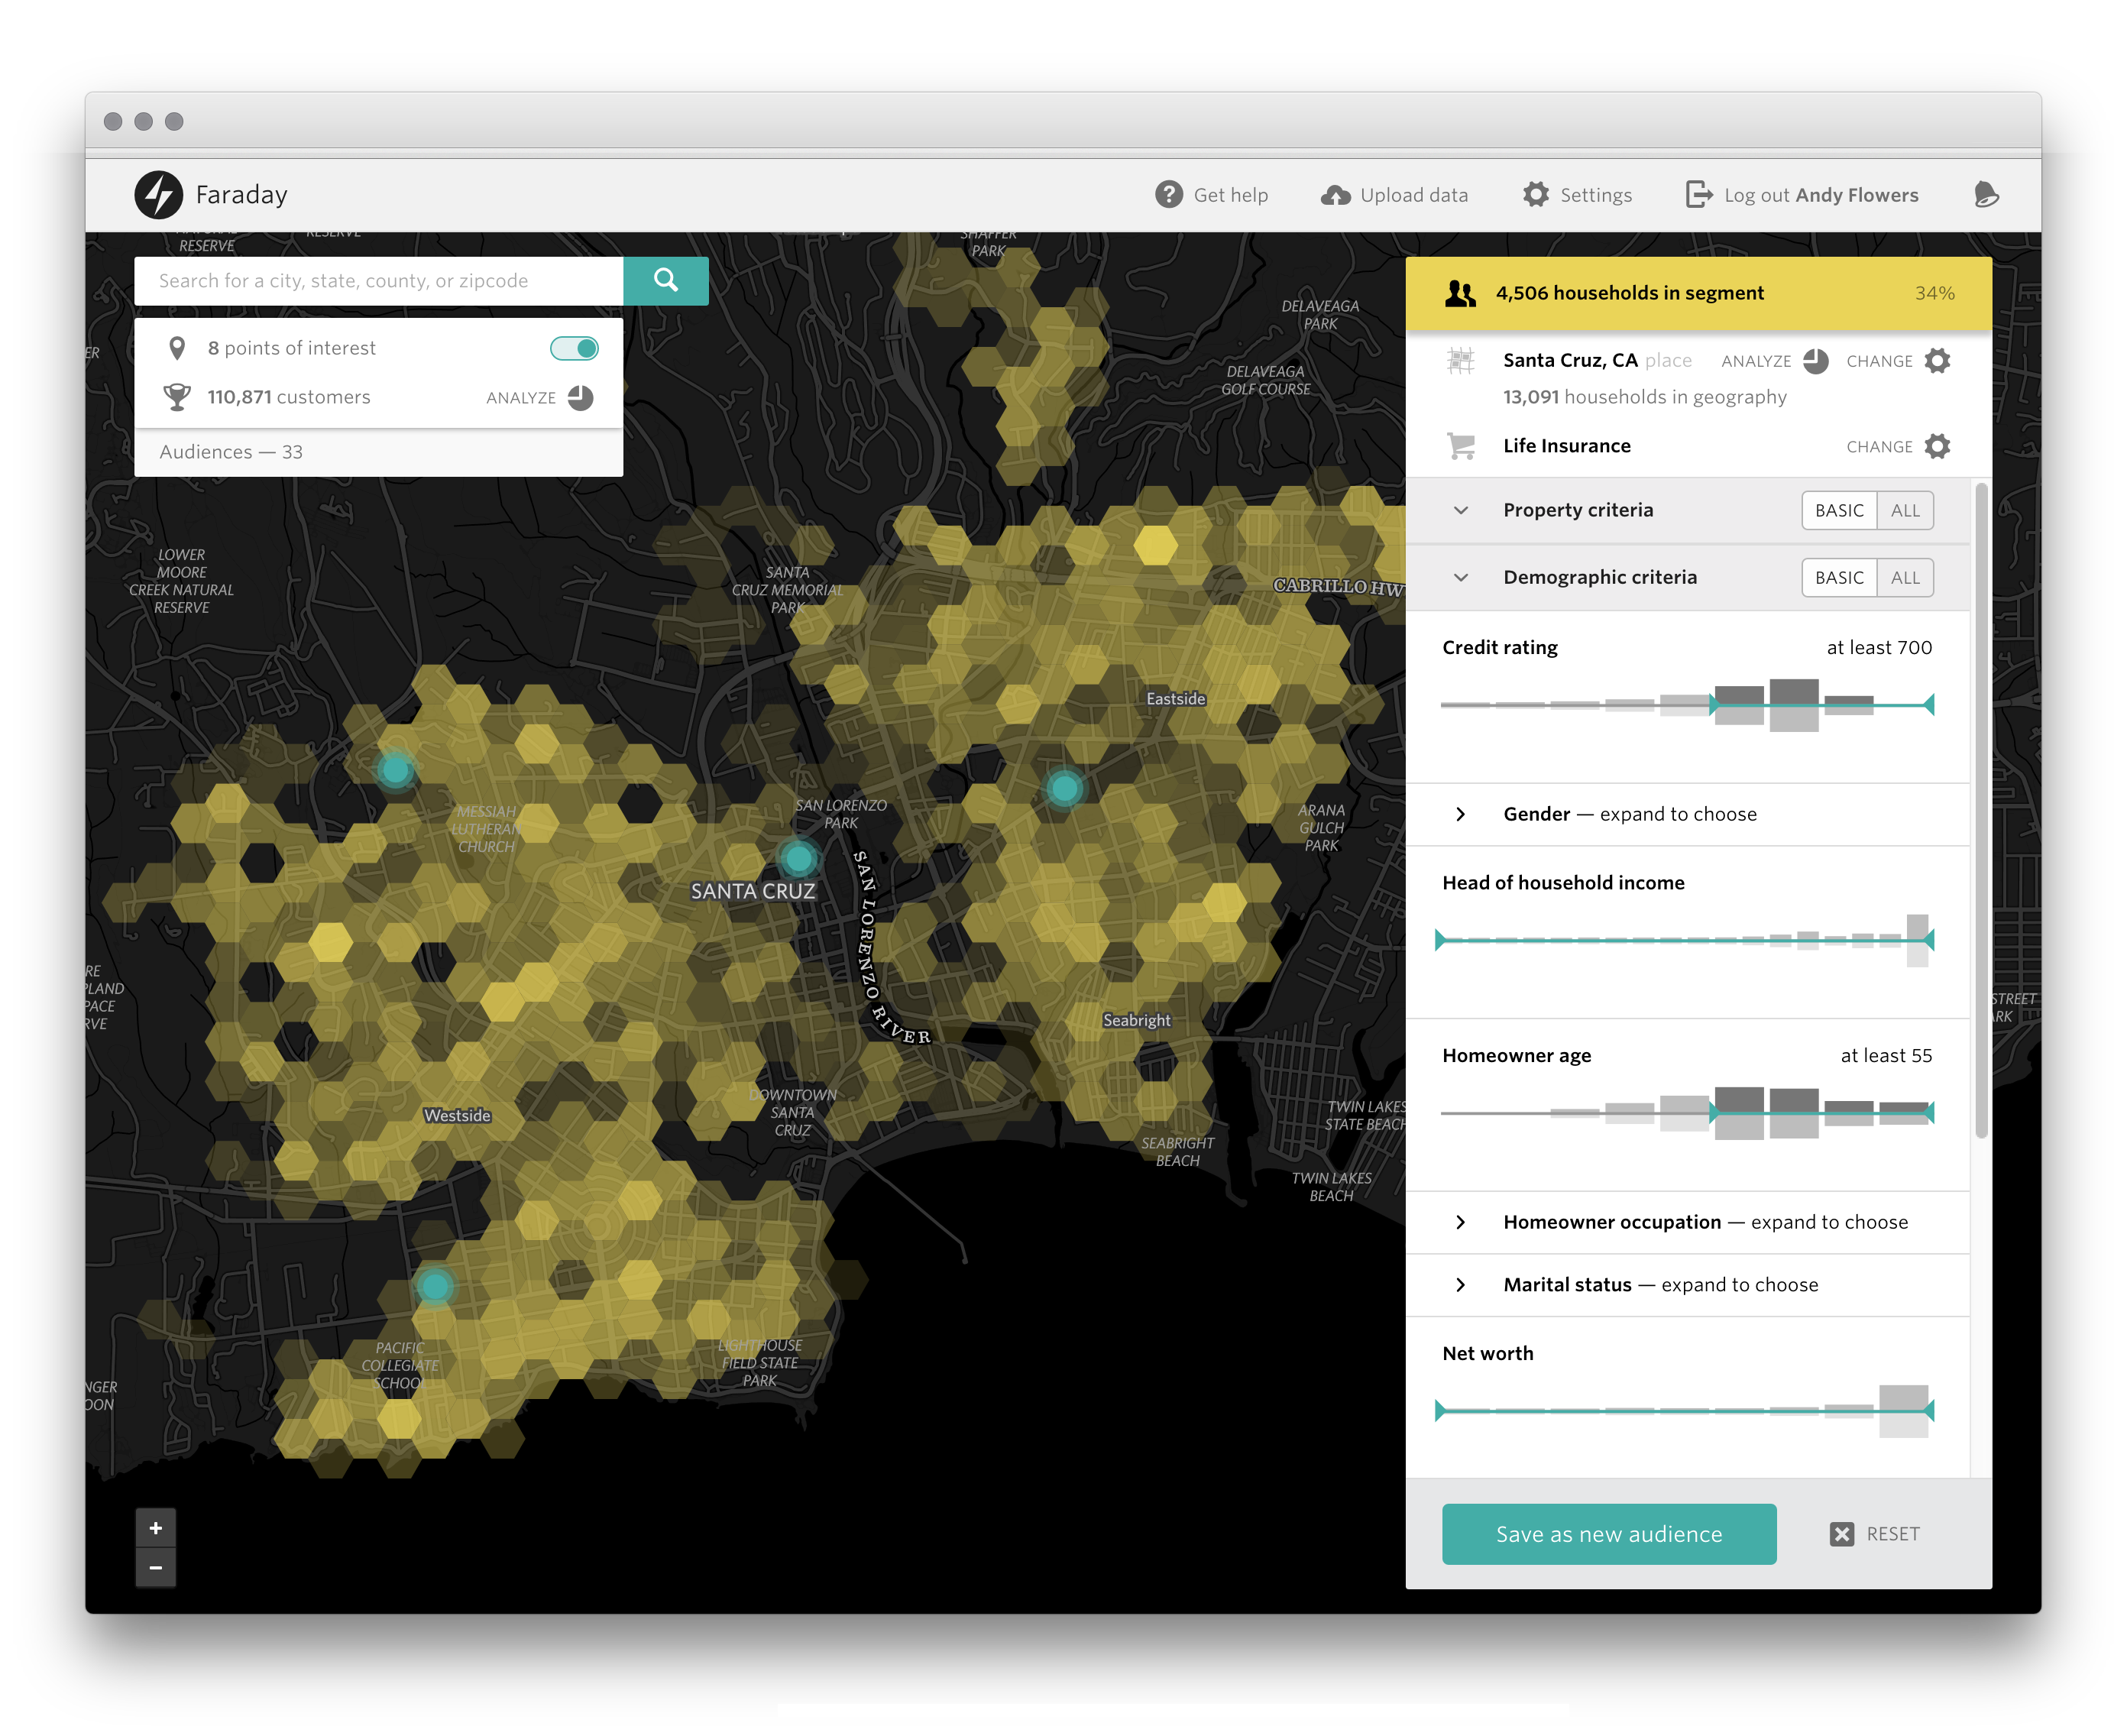 Faraday
Get help
Upload data
Settings
Log out Andy Flowers
Search for a city, state, county, or zipcode
8 points of interest
110,871 customers
ANALYZE
Audiences — 33
4,506 households in segment
34%
Santa Cruz, CA place
ANALYZE
CHANGE
13,091 households in geography
Life Insurance
CHANGE
Property criteria
BASIC
ALL
Demographic criteria
BASIC
ALL
Credit rating
at least 700
Gender — expand to choose
Head of household income
Homeowner age
at least 55
Homeowner occupation — expand to choose
Marital status — expand to choose
Net worth
Save as new audience
RESET
RESERVE
RESERVE
PARK
DELAVEAGA
PARK
DELAVEAGA
GOLF COURSE
LOWER
MOORE
CREEK NATURAL
RESERVE
SANTA
CRUZ MEMORIAL
PARK
CABRILLO HW
Eastside
MESSIAH
LUTHERAN
CHURCH
SAN LORENZO
PARK
ARANA
GULCH
PARK
SANTA CRUZ
SAN LORENZO RIVER
Seabright
Westside
DOWNTOWN
SANTA
CRUZ
SEABRIGHT
BEACH
TWIN LAKES
STATE BEACH
TWIN LAKES
BEACH
PACIFIC
COLLEGIATE
SCHOOL
LIGHTHOUSE
FIELD STATE
PARK
STREET
+
−